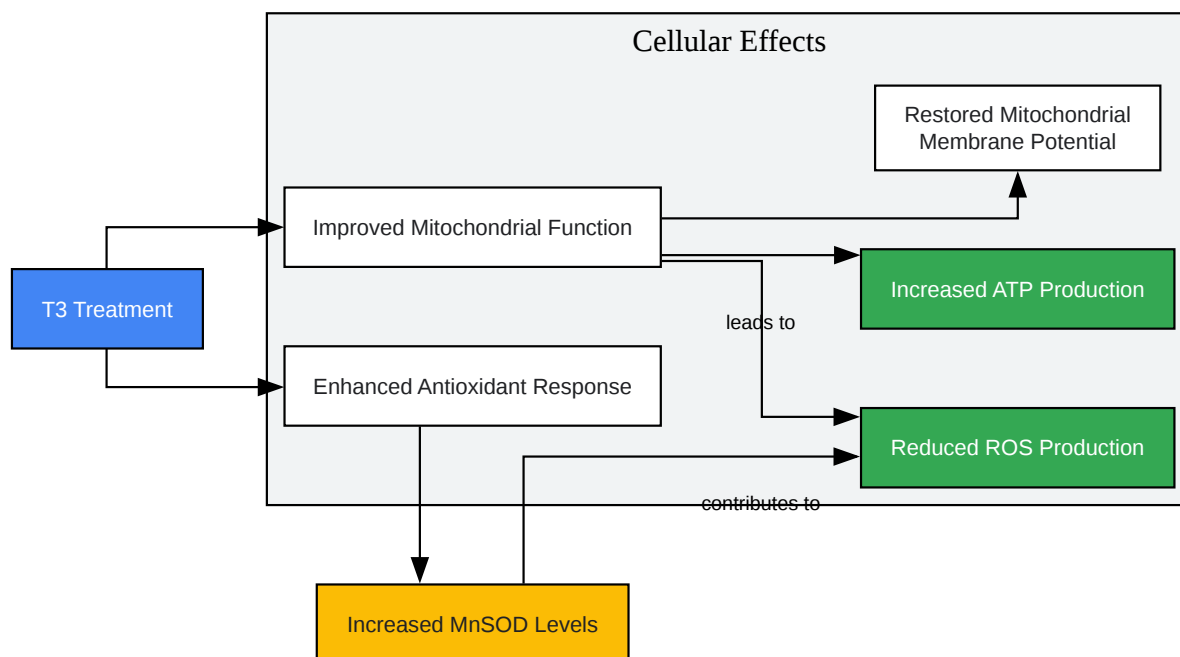 Cellular Effects
Restored Mitochondrial
Membrane Potential
Improved Mitochondrial Function
T3 Treatment
Increased ATP Production
leads to
Enhanced Antioxidant Response
Reduced ROS Production
contributes to
Increased MnSOD Levels